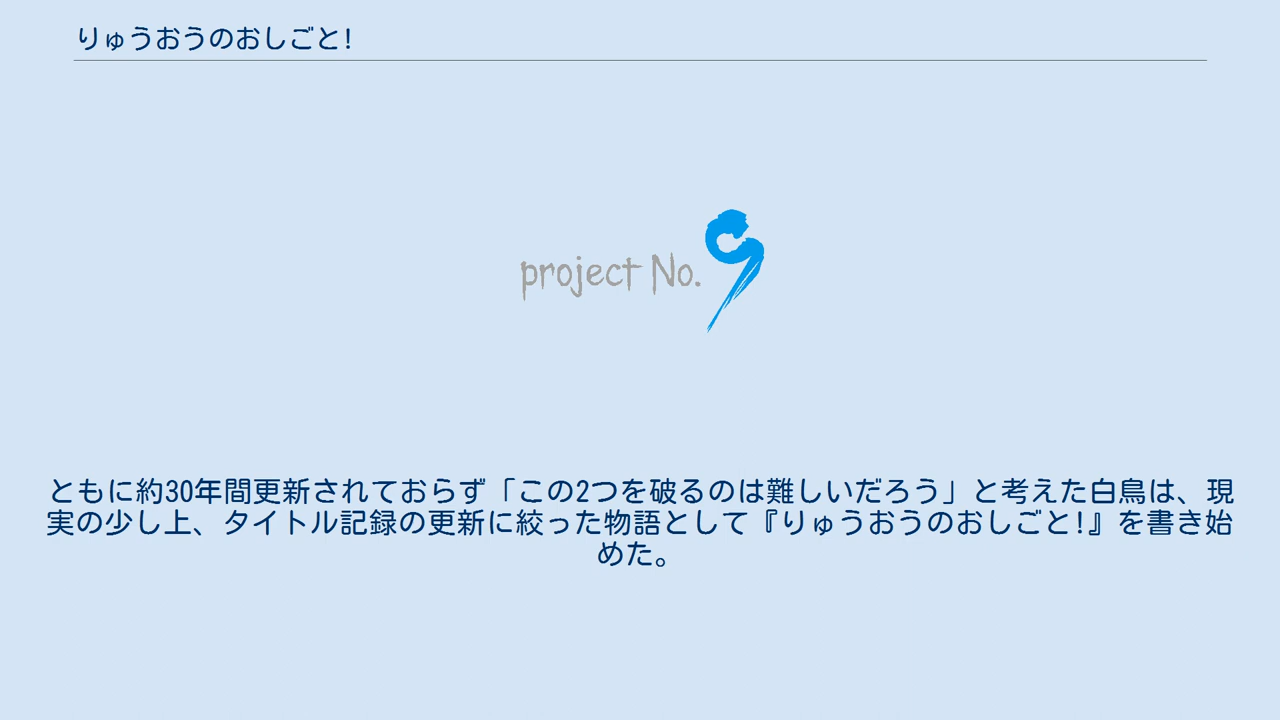 りゅうおうのおしごと!
project No.9
ともに約30年間更新されておらず「この2つを破るのは難しいだろう」と考えた白鳥は、現
実の少し上、タイトル記録の更新に絞った物語として『りゅうおうのおしごと!』を書き始
めた。